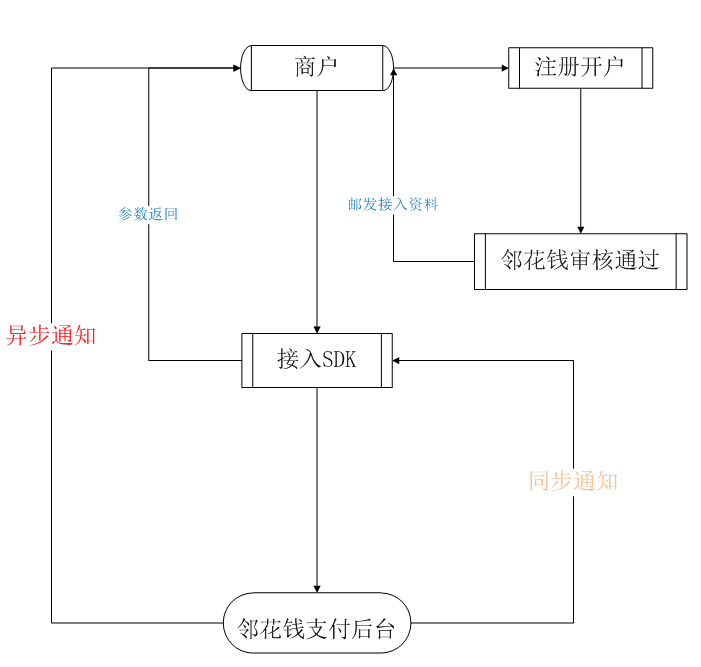 商户
注册开户
参数返回
邮发接入资料
邻花钱审核通过
异步通知
接入SDK
同步通知
邻花钱支付后台